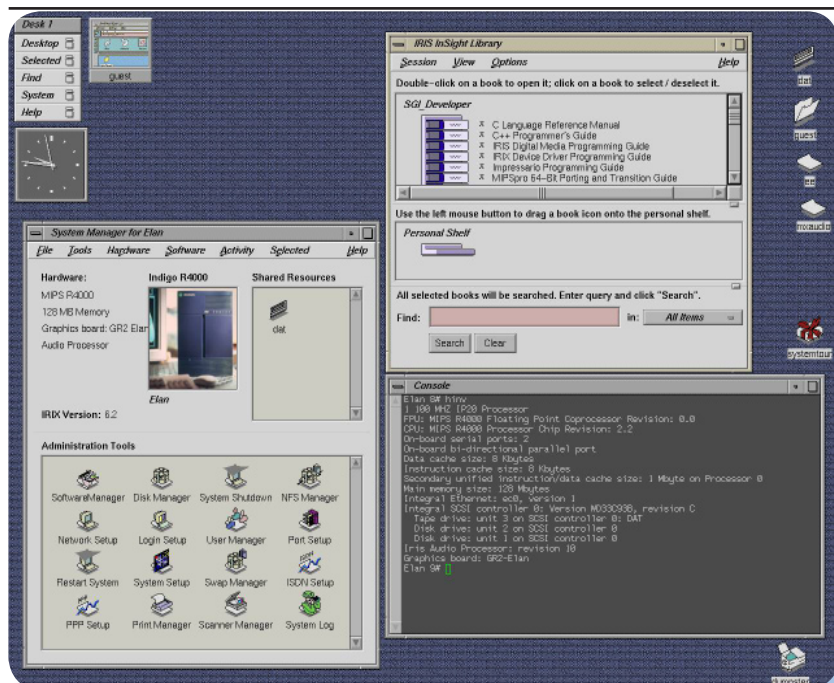 Desk 1
Desktop
Selected
Find
System
Help
guest
IRIS InSight Library
Session View Options Help
Double-click on a book to open it; click on a book to select / deselect it.
SGI_Developer
x C Language Reference Manual
x C++ Programmer's Guide
x IRIS Digital Media Programming Guide
x IRIX Device Driver Programming Guide
x Impressario Programming Guide
x MIPSpro 64-Bit Porting and Transition Guide
Use the left mouse button to drag a book icon onto the personal shelf.
Personal Shelf
All selected books will be searched. Enter query and click "Search".
Find: in: All Items
Search Clear
dat
guest
ee
nxaudio
systemtour
dumpster
System Manager for Elan
File Tools Hardware Software Activity Selected Help
Hardware: Indigo R4000 Shared Resources
MIPS R4000
128 MB Memory
Graphics board: GR2 Elan
Audio Processor
dat
Elan
IRIX Version: 6.2
Administration Tools
SoftwareManager Disk Manager System Shutdown NFS Manager
Network Setup Login Setup User Manager Port Setup
Restart System System Setup Swap Manager ISDN Setup
PPP Setup Print Manager Scanner Manager System Log
Console
Elan 8# hinv
1 100 MHZ IP20 Processor
FPU: MIPS R4000 Floating Point Coprocessor Revision: 0.0
CPU: MIPS R4000 Processor Chip Revision: 2.2
On-board serial ports: 2
On-board bi-directional parallel port
Data cache size: 8 Kbytes
Instruction cache size: 8 Kbytes
Secondary unified instruction/data cache size: 1 Mbyte on Processor 0
Main memory size: 128 Mbytes
Integral Ethernet: ec0, version 1
Integral SCSI controller 0: Version WD33C93B, revision C
Tape drive: unit 3 on SCSI controller 0: DAT
Disk drive: unit 2 on SCSI controller 0
Disk drive: unit 1 on SCSI controller 0
Iris Audio Processor: revision 10
Graphics board: GR2-Elan
Elan 9#